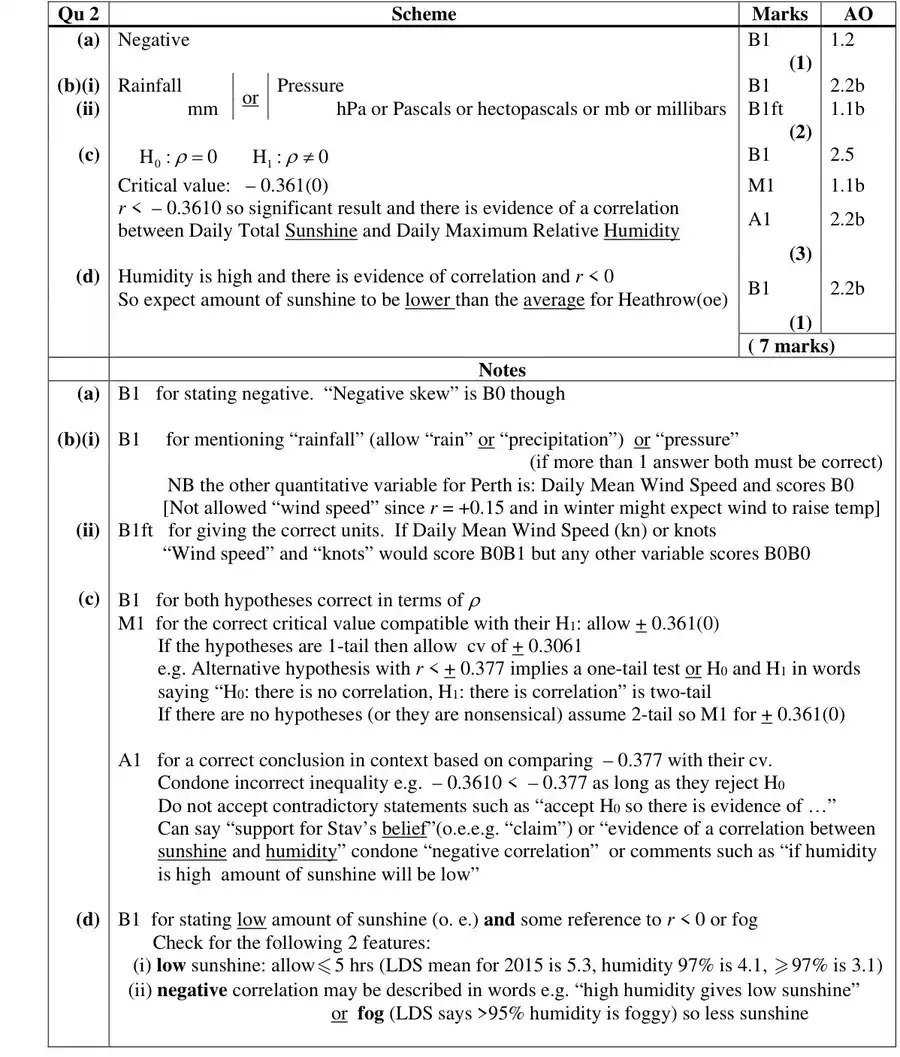 Qu 2 Scheme Marks AO
(a) Negative B1 1.2
(1)
(b)(i) Rainfall or Pressure B1 2.2b
(ii) mm hPa or Pascals or hectopascals or mb or millibars B1ft 1.1b
(2)
(c) H₀ : ρ = 0 H₁ : ρ ≠ 0 B1 2.5
Critical value: – 0.361(0) M1 1.1b
r < – 0.3610 so significant result and there is evidence of a correlation
between Daily Total Sunshine and Daily Maximum Relative Humidity A1 2.2b
(3)
(d) Humidity is high and there is evidence of correlation and r < 0
So expect amount of sunshine to be lower than the average for Heathrow(oe) B1 2.2b
(1)
( 7 marks)
Notes
(a) B1 for stating negative. “Negative skew” is B0 though
(b)(i) B1 for mentioning “rainfall” (allow “rain” or “precipitation”) or “pressure”
(if more than 1 answer both must be correct)
NB the other quantitative variable for Perth is: Daily Mean Wind Speed and scores B0
[Not allowed “wind speed” since r = +0.15 and in winter might expect wind to raise temp]
(ii) B1ft for giving the correct units. If Daily Mean Wind Speed (kn) or knots
“Wind speed” and “knots” would score B0B1 but any other variable scores B0B0
(c) B1 for both hypotheses correct in terms of ρ
M1 for the correct critical value compatible with their H₁: allow ± 0.361(0)
If the hypotheses are 1-tail then allow cv of ± 0.3061
e.g. Alternative hypothesis with r < ± 0.377 implies a one-tail test or H₀ and H₁ in words
saying “H₀: there is no correlation, H₁: there is correlation” is two-tail
If there are no hypotheses (or they are nonsensical) assume 2-tail so M1 for ± 0.361(0)
A1 for a correct conclusion in context based on comparing – 0.377 with their cv.
Condone incorrect inequality e.g. – 0.3610 < – 0.377 as long as they reject H₀
Do not accept contradictory statements such as “accept H₀ so there is evidence of …”
Can say “support for Stav’s belief”(o.e.e.g. “claim”) or “evidence of a correlation between
sunshine and humidity” condone “negative correlation” or comments such as “if humidity
is high amount of sunshine will be low”
(d) B1 for stating low amount of sunshine (o. e.) and some reference to r < 0 or fog
Check for the following 2 features:
(i) low sunshine: allow ⩽ 5 hrs (LDS mean for 2015 is 5.3, humidity 97% is 4.1, ⩾97% is 3.1)
(ii) negative correlation may be described in words e.g. “high humidity gives low sunshine”
or fog (LDS says >95% humidity is foggy) so less sunshine